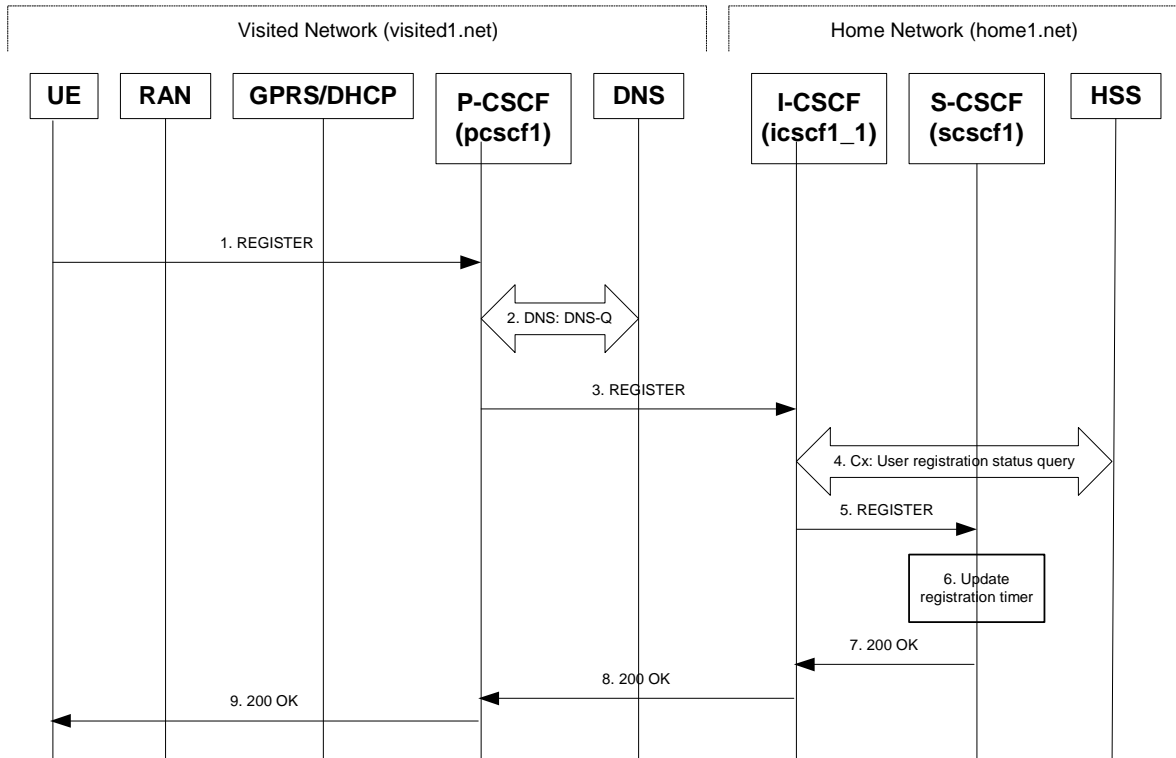 Visited Network (visited1.net)
Home Network (home1.net)
UE
RAN
GPRS/DHCP
P-CSCF
(pcscf1)
DNS
I-CSCF
(icscf1_1)
S-CSCF
(scscf1)
HSS
1. REGISTER
2. DNS: DNS-Q
3. REGISTER
4. Cx: User registration status query
5. REGISTER
6. Update
registration timer
7. 200 OK
8. 200 OK
9. 200 OK